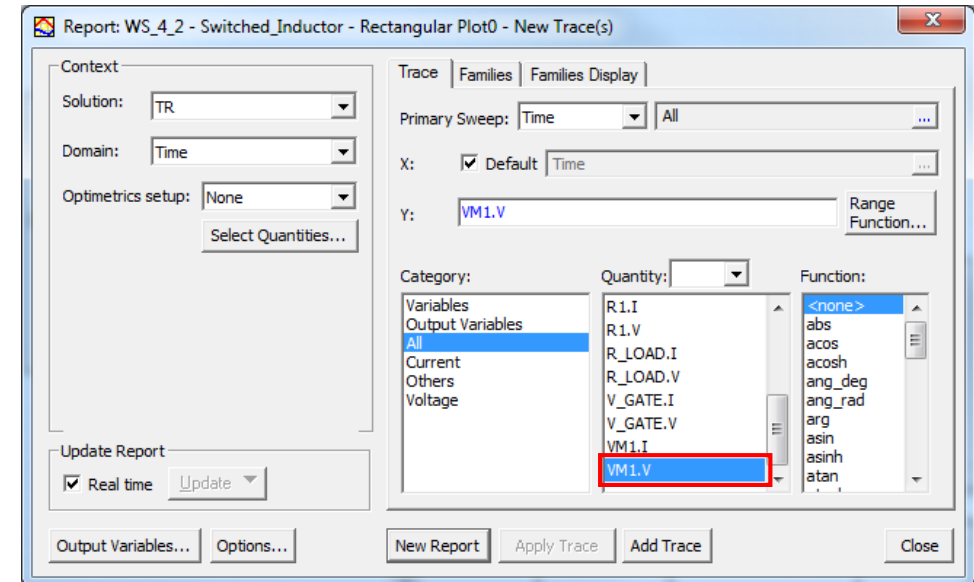 Report: WS_4_2 - Switched_Inductor - Rectangular Plot0 - New Trace(s)
Context
Solution: TR
Domain: Time
Optimetrics setup: None
Select Quantities...
Update Report
Real time Update
Output Variables... Options...
Trace Families Families Display
Primary Sweep: Time All ...
X: Default Time ...
Y: VM1.V Range
Function...
Category: Quantity: Function:
Variables
Output Variables
All
Current
Others
Voltage
R1.I
R1.V
R_LOAD.I
R_LOAD.V
V_GATE.I
V_GATE.V
VM1.I
VM1.V
<none>
abs
acos
acosh
ang_deg
ang_rad
arg
asin
asinh
atan
New Report Apply Trace Add Trace Close